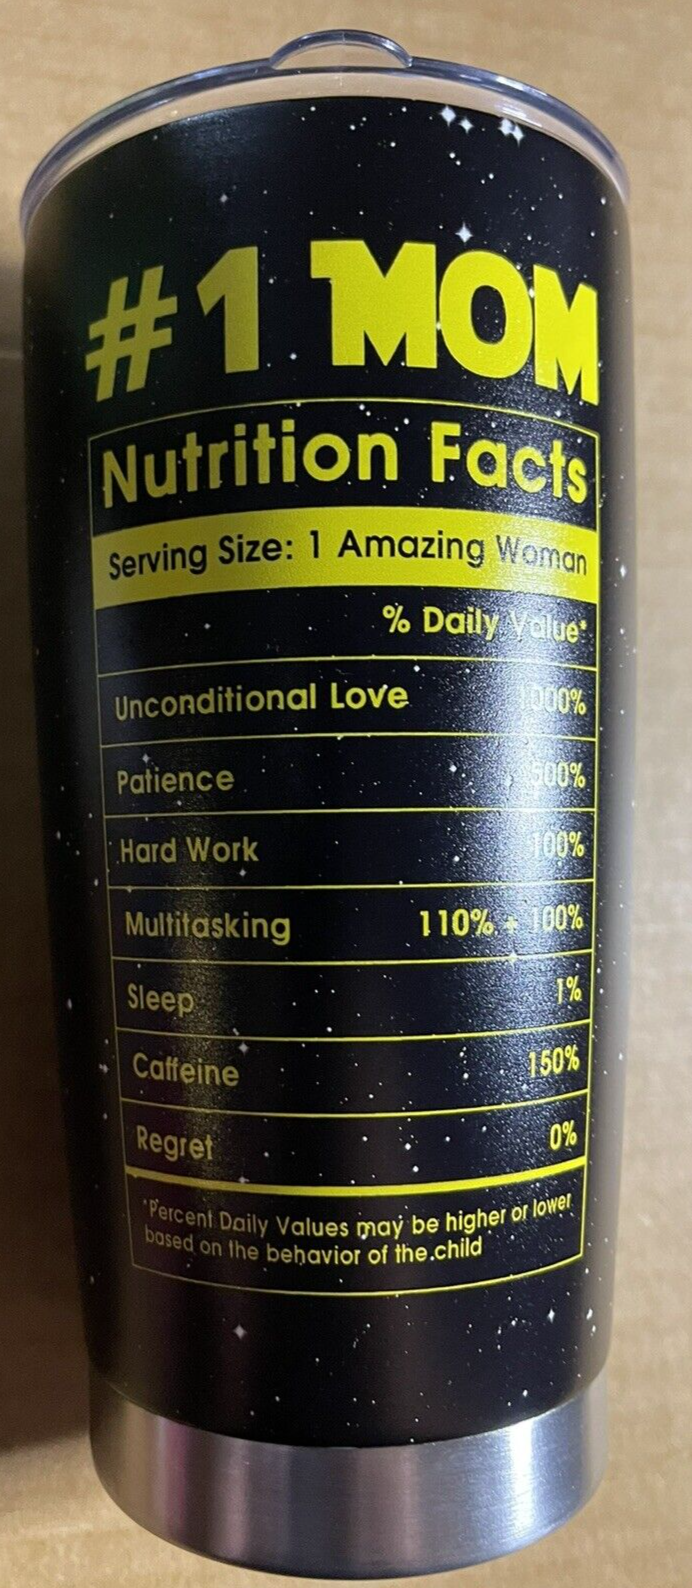 #1 MOM
Nutrition Facts
Serving Size: 1 Amazing Woman
% Daily Value*
Unconditional Love 1000%
Patience 500%
Hard Work 100%
Multitasking 110% + 100%
Sleep 1%
Caffeine 150%
Regret 0%
*Percent Daily Values may be higher or lower
based on the behavior of the child